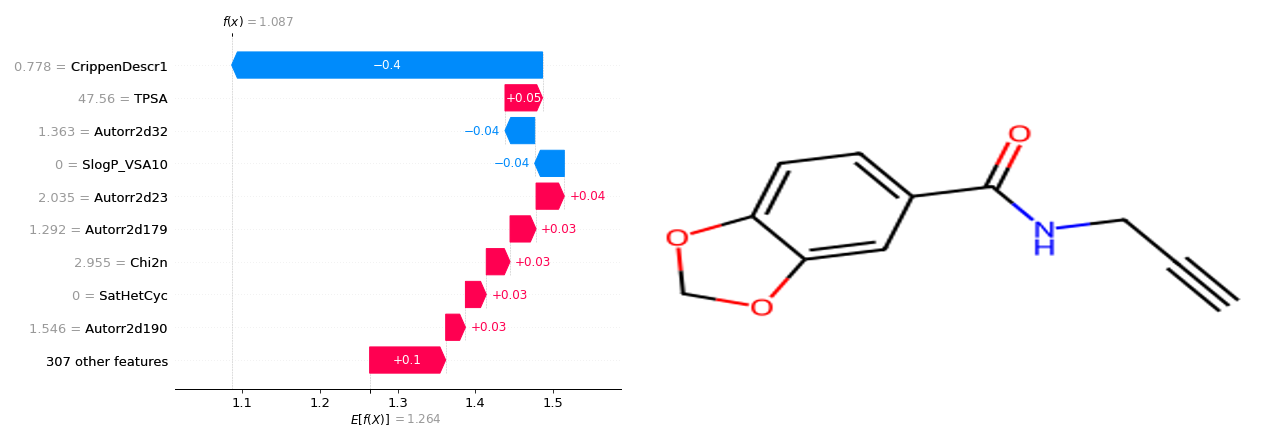 f(x) = 1.087
0.778 = CrippenDescr1 −0.4
47.56 = TPSA +0.05
1.363 = Autorr2d32 −0.04
0 = SlogP_VSA10 −0.04
2.035 = Autorr2d23 +0.04
1.292 = Autorr2d179 +0.03
2.955 = Chi2n +0.03
0 = SatHetCyc +0.03
1.546 = Autorr2d190 +0.03
307 other features +0.1
1.1 1.2 1.3 1.4 1.5
E[f(X)] = 1.264
O
O
O
N
H